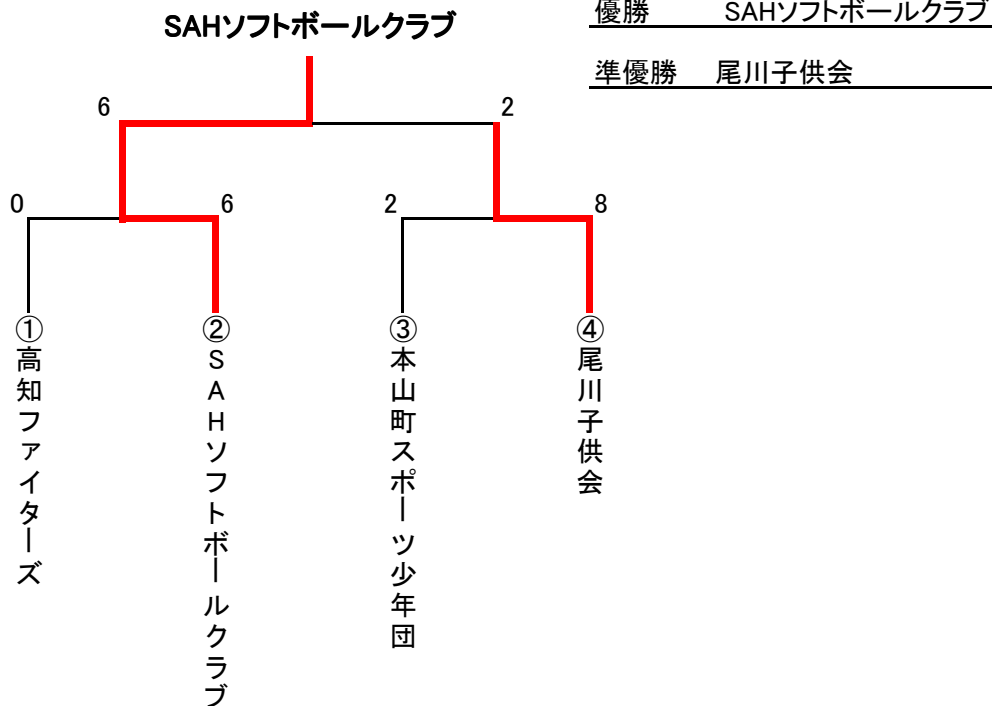 SAHソフトボールクラブ
優勝 SAHソフトボールクラブ
準優勝 尾川子供会
6
2
0
6
2
8
①高知ファイターズ
②SAHソフトボールクラブ
③本山町スポーツ少年団
④尾川子供会